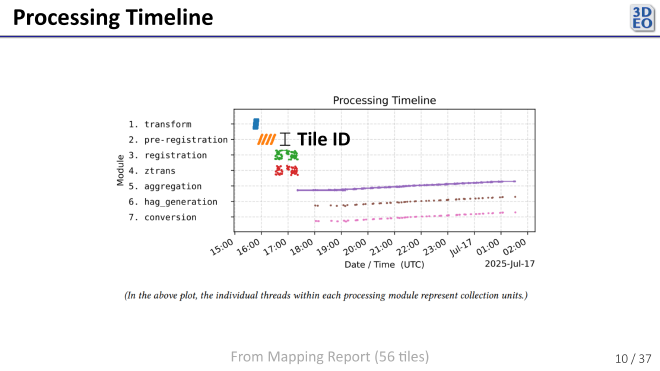 Processing Timeline
3D
EO
Processing Timeline
Module
1. transform
2. pre-registration
3. registration
4. ztrans
5. aggregation
6. hag_generation
7. conversion
Tile ID
15:00 16:00 17:00 18:00 19:00 20:00 21:00 22:00 23:00 Jul-17 01:00 02:00
Date / Time (UTC)
2025-Jul-17
(In the above plot, the individual threads within each processing module represent collection units.)
From Mapping Report (56 tiles)
10 / 37